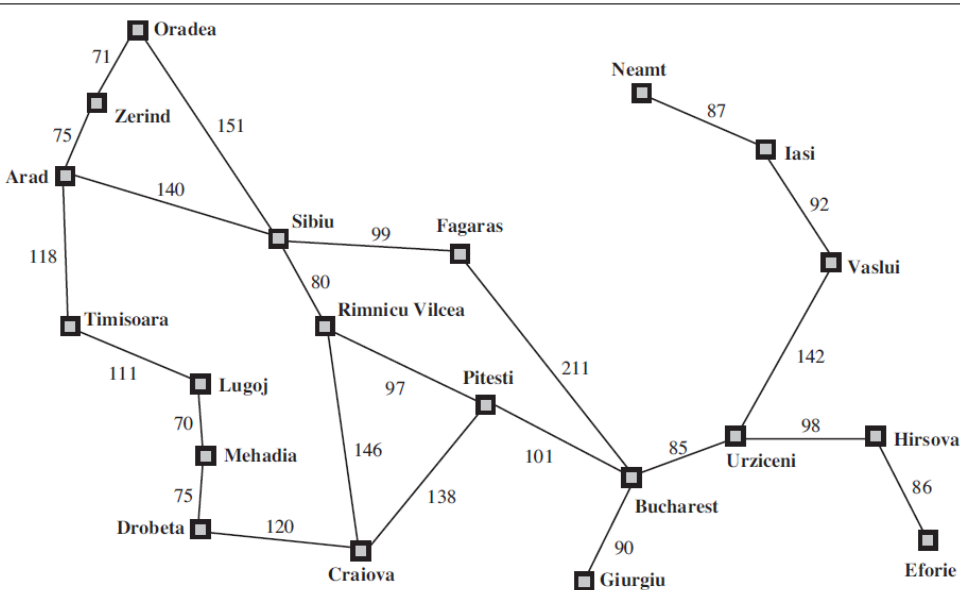 Oradea
71
Neamt
Zerind
87
75
151
Iasi
Arad
140
92
Sibiu
Fagaras
99
118
Vaslui
80
Rimnicu Vilcea
Timisoara
142
111
211
Lugoj
97
Pitesti
70
98
Hirsova
146
85
Mehadia
101
Urziceni
138
86
75
Bucharest
Drobeta
120
90
Craiova
Giurgiu
Eforie